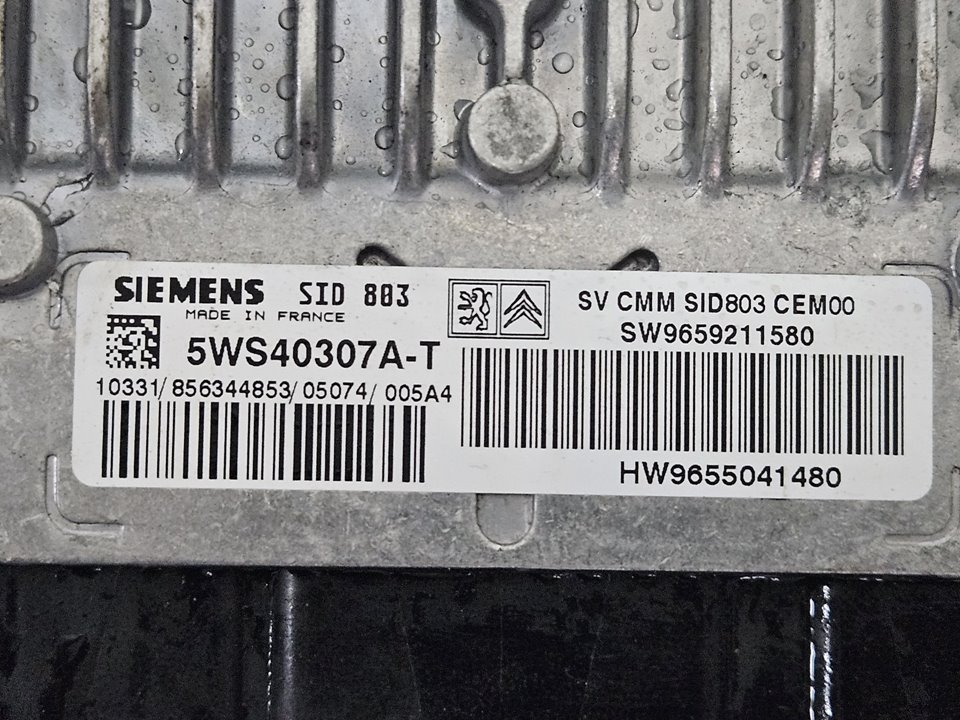 SIEMENS SID 803
MADE IN FRANCE
5WS40307A-T
10331/856344853/05074/005A4
SV CMM SID803 CEM00
SW9659211580
HW9655041480